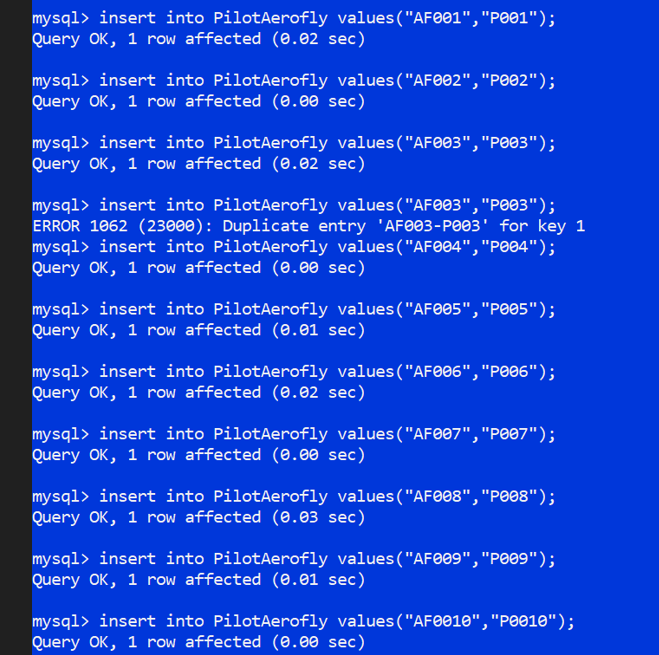 mysql> insert into PilotAerofly values("AF001","P001");
Query OK, 1 row affected (0.02 sec)
mysql> insert into PilotAerofly values("AF002","P002");
Query OK, 1 row affected (0.00 sec)
mysql> insert into PilotAerofly values("AF003","P003");
Query OK, 1 row affected (0.02 sec)
mysql> insert into PilotAerofly values("AF003","P003");
ERROR 1062 (23000): Duplicate entry 'AF003-P003' for key 1
mysql> insert into PilotAerofly values("AF004","P004");
Query OK, 1 row affected (0.00 sec)
mysql> insert into PilotAerofly values("AF005","P005");
Query OK, 1 row affected (0.01 sec)
mysql> insert into PilotAerofly values("AF006","P006");
Query OK, 1 row affected (0.02 sec)
mysql> insert into PilotAerofly values("AF007","P007");
Query OK, 1 row affected (0.00 sec)
mysql> insert into PilotAerofly values("AF008","P008");
Query OK, 1 row affected (0.03 sec)
mysql> insert into PilotAerofly values("AF009","P009");
Query OK, 1 row affected (0.01 sec)
mysql> insert into PilotAerofly values("AF0010","P0010");
Query OK, 1 row affected (0.00 sec)